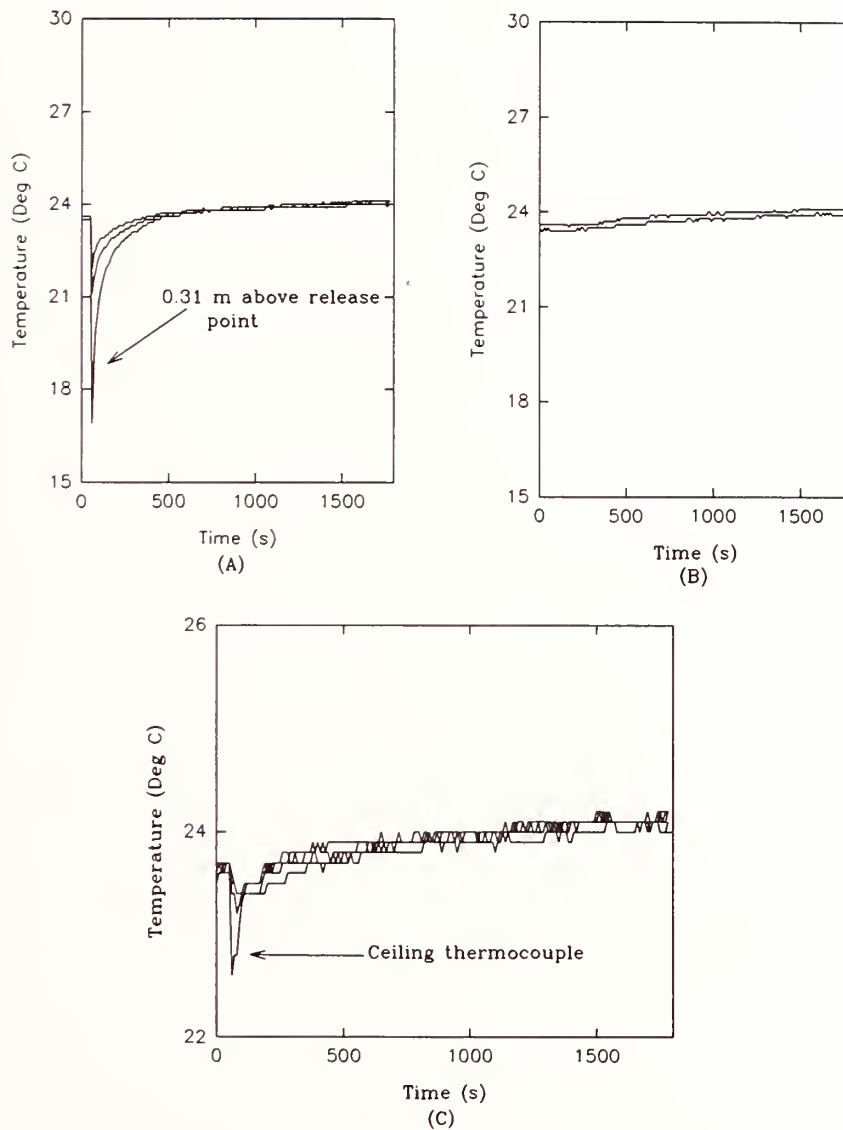 30
27
24
21
18
15
Temperature (Deg C)
0.31 m above release
point
0 500 1000 1500
Time (s)
(A)
30
27
24
21
18
15
Temperature (Deg C)
0 500 1000 1500
Time (s)
(B)
26
24
22
Temperature (Deg C)
Ceiling thermocouple
0 500 1000 1500
Time (s)
(C)